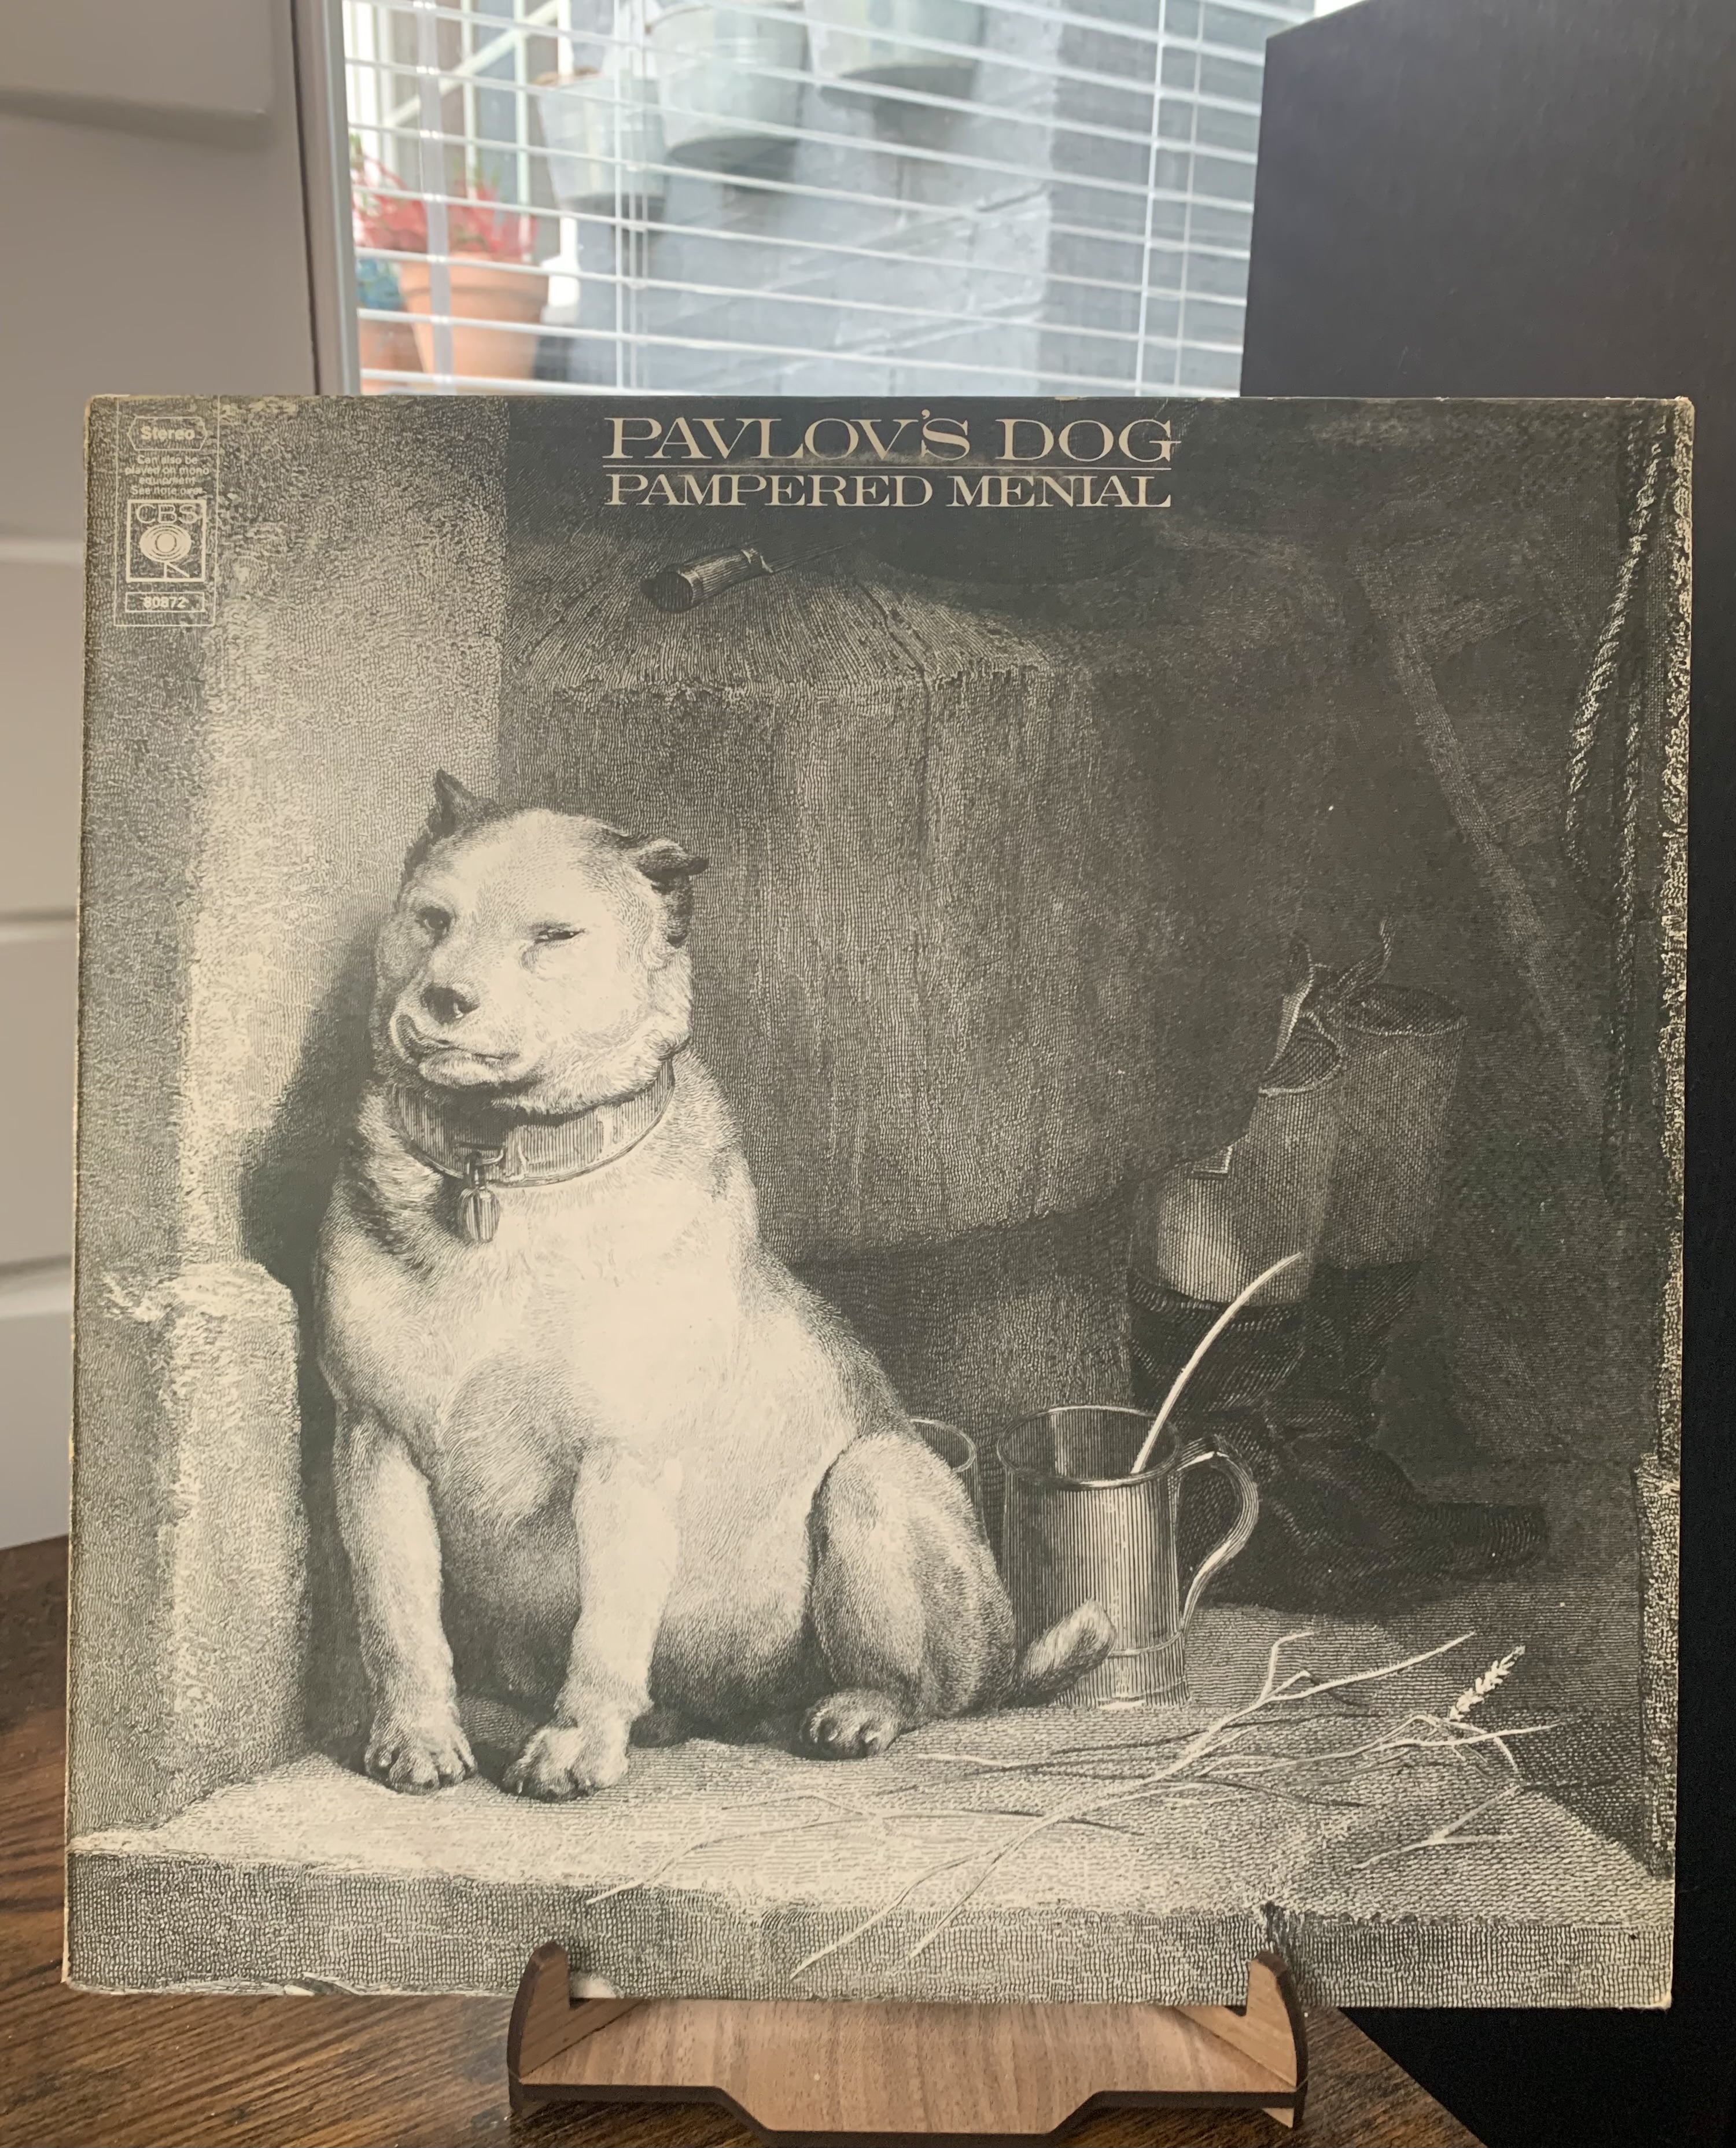 PAVLOV'S DOG
PAMPERED MENIAL
Stereo
Can also be
played on mono
equipment
See note over
CBS
80872